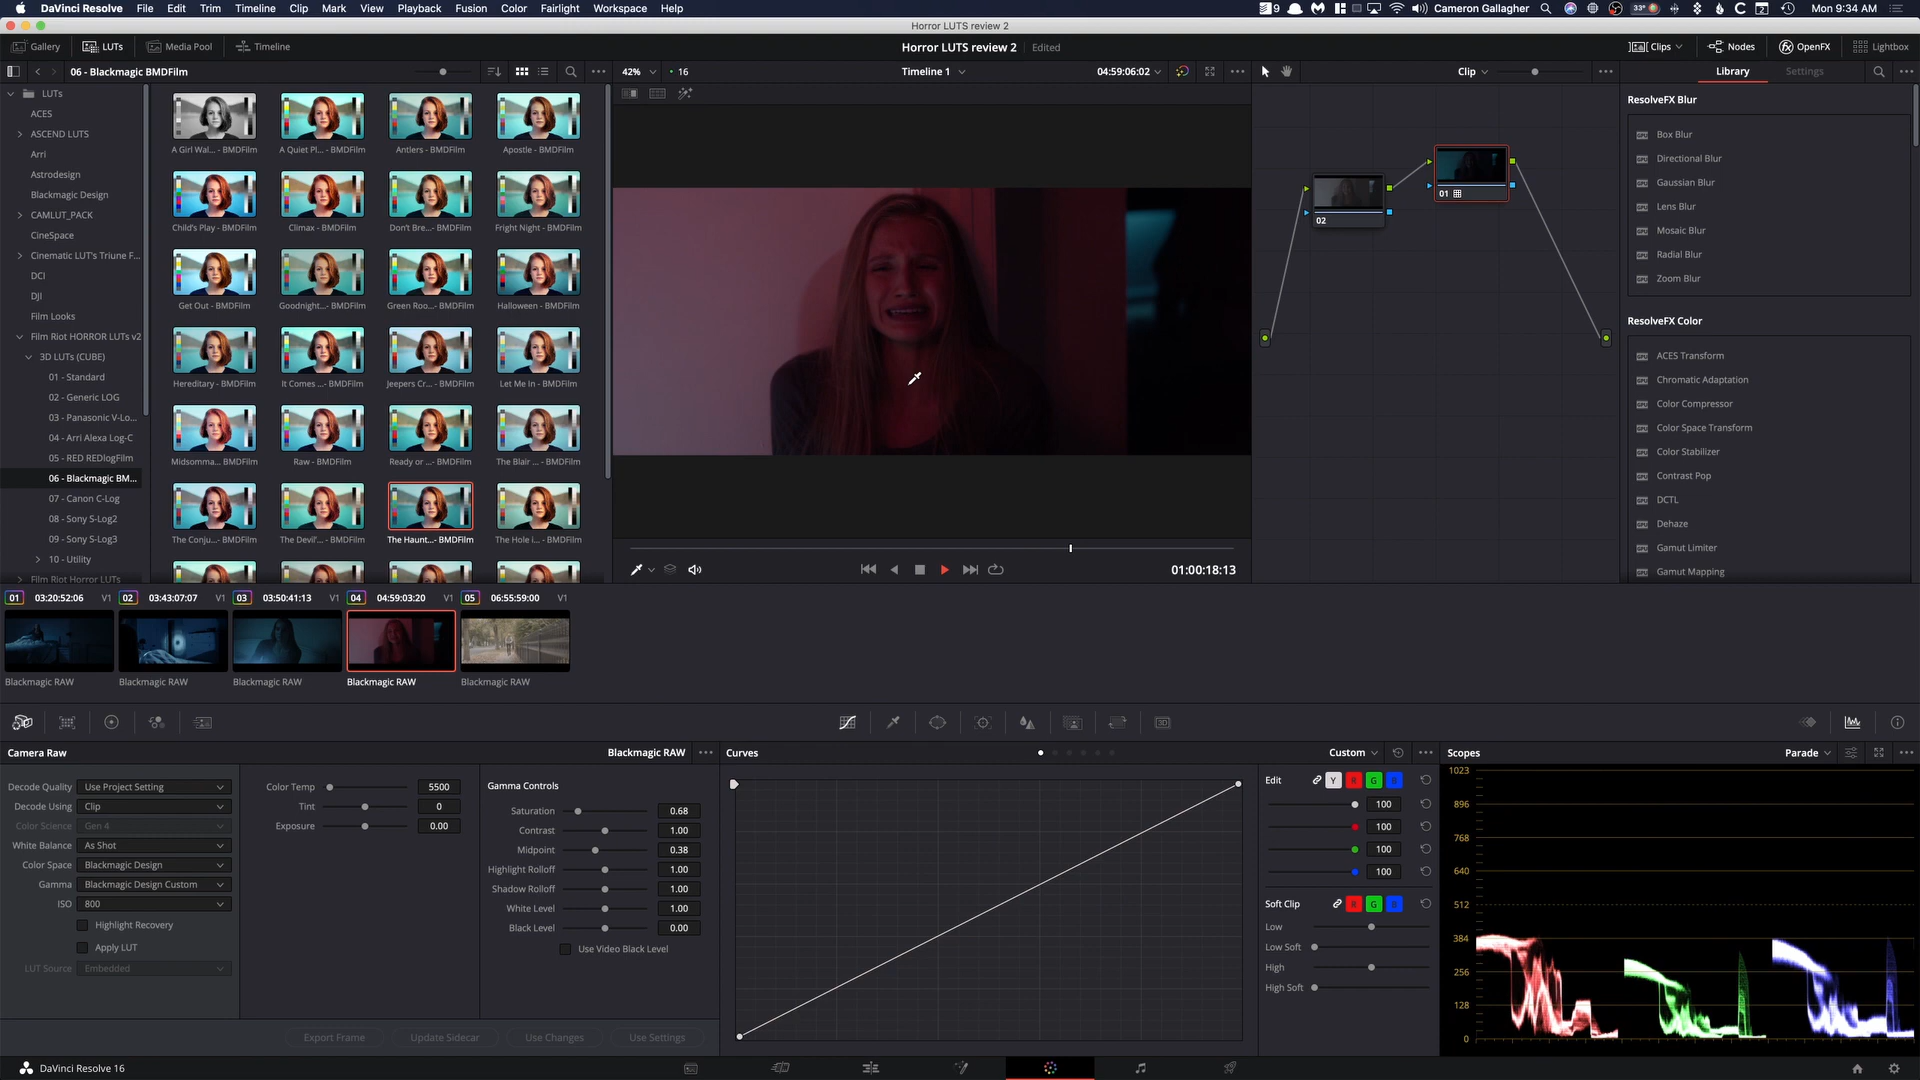 DaVinci Resolve File Edit Trim Timeline Clip Mark View Playback Fusion Color Fairlight Workspace Help
9 33° 2 Cameron Gallagher Mon 9:34 AM
Horror LUTS review 2
Gallery LUTs Media Pool Timeline Horror LUTS review 2 Edited Clips Nodes OpenFX Lightbox
06 - Blackmagic BMDFilm 42% 16 Timeline 1 04:59:06:02 Clip Library Settings
LUTs
ACES
ASCEND LUTS
Arri
Astrodesign
Blackmagic Design
CAMLUT_PACK
CineSpace
Cinematic LUT's Triune F...
DCI
DJI
Film Looks
Film Riot HORROR LUTs v2
3D LUTs (CUBE)
01 - Standard
02 - Generic LOG
03 - Panasonic V-Lo...
04 - Arri Alexa Log-C
05 - RED REDlogFilm
06 - Blackmagic BM...
07 - Canon C-Log
08 - Sony S-Log2
09 - Sony S-Log3
10 - Utility
Film Riot Horror LUTs
A Girl Wal... - BMDFilm A Quiet Pl... - BMDFilm Antlers - BMDFilm Apostle - BMDFilm
Child's Play - BMDFilm Climax - BMDFilm Don't Bre... - BMDFilm Fright Night - BMDFilm
Get Out - BMDFilm Goodnight...- BMDFilm Green Roo... - BMDFilm Halloween - BMDFilm
Hereditary - BMDFilm It Comes ... - BMDFilm Jeepers Cr... - BMDFilm Let Me In - BMDFilm
Midsomma... - BMDFilm Raw - BMDFilm Ready or ... - BMDFilm The Blair ... - BMDFilm
The Conju... - BMDFilm The Devil'... - BMDFilm The Haunt...- BMDFilm The Hole i... - BMDFilm
01:00:18:13
02
01
ResolveFX Blur
Box Blur
Directional Blur
Gaussian Blur
Lens Blur
Mosaic Blur
Radial Blur
Zoom Blur
ResolveFX Color
ACES Transform
Chromatic Adaptation
Color Compressor
Color Space Transform
Color Stabilizer
Contrast Pop
DCTL
Dehaze
Gamut Limiter
Gamut Mapping
01 03:20:52:06 V1 02 03:43:07:07 V1 03 03:50:41:13 V1 04 04:59:03:20 V1 05 06:55:59:00 V1
Blackmagic RAW Blackmagic RAW Blackmagic RAW Blackmagic RAW Blackmagic RAW
Camera Raw Blackmagic RAW
Decode Quality Use Project Setting
Decode Using Clip
Color Science Gen 4
White Balance As Shot
Color Space Blackmagic Design
Gamma Blackmagic Design Custom
ISO 800
Highlight Recovery
Apply LUT
LUT Source Embedded
Color Temp 5500
Tint 0
Exposure 0.00
Gamma Controls
Saturation 0.68
Contrast 1.00
Midpoint 0.38
Highlight Rolloff 1.00
Shadow Rolloff 1.00
White Level 1.00
Black Level 0.00
Use Video Black Level
Export Frame Update Sidecar Use Changes Use Settings
Curves Custom
Edit Y R G B
100
100
100
100
Soft Clip R G B
Low
Low Soft
High
High Soft
Scopes Parade
1023
896
768
640
512
384
256
128
0
DaVinci Resolve 16